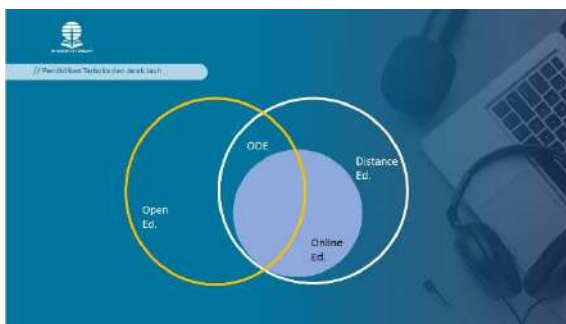 // Pendidikan Terbuka dan Jarak Jauh
ODE
Distance
Ed.
Open
Ed.
Online
Ed.